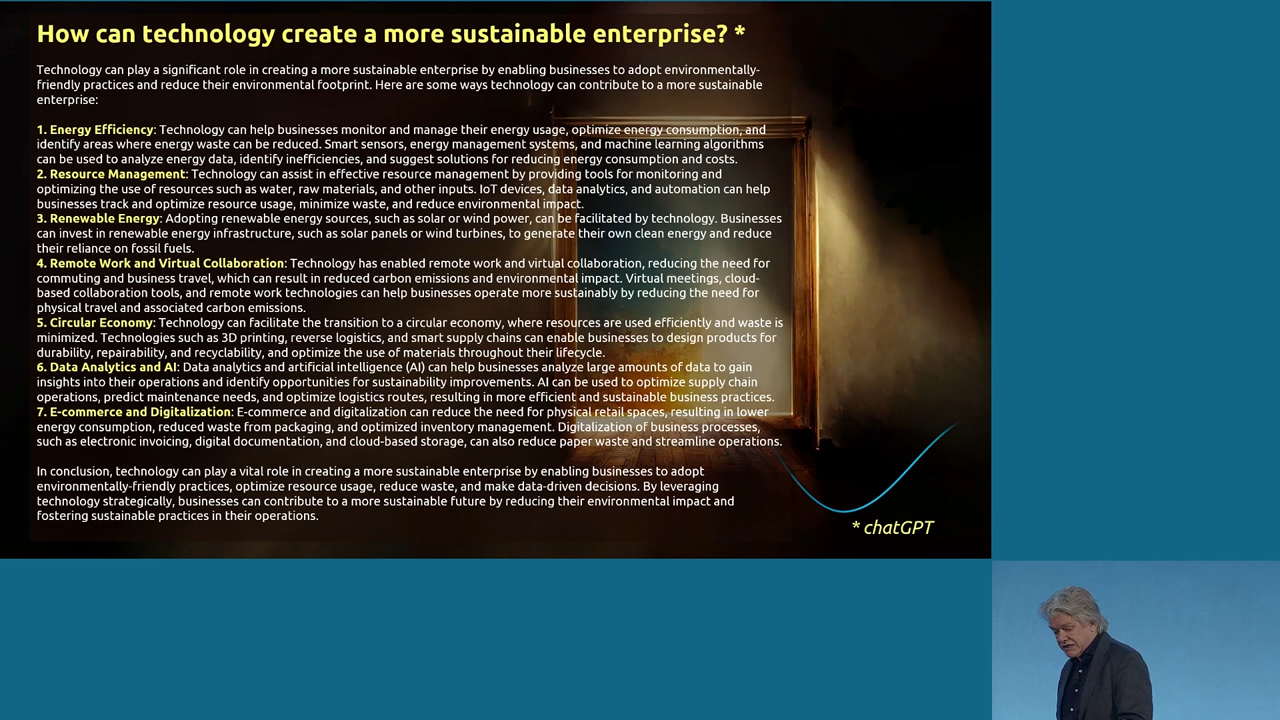 How can technology create a more sustainable enterprise? *
Technology can play a significant role in creating a more sustainable enterprise by enabling businesses to adopt environmentally-
friendly practices and reduce their environmental footprint. Here are some ways technology can contribute to a more sustainable
enterprise:
1. Energy Efficiency: Technology can help businesses monitor and manage their energy usage, optimize energy consumption, and
identify areas where energy waste can be reduced. Smart sensors, energy management systems, and machine learning algorithms
can be used to analyze energy data, identify inefficiencies, and suggest solutions for reducing energy consumption and costs.
2. Resource Management: Technology can assist in effective resource management by providing tools for monitoring and
optimizing the use of resources such as water, raw materials, and other inputs. IoT devices, data analytics, and automation can help
businesses track and optimize resource usage, minimize waste, and reduce environmental impact.
3. Renewable Energy: Adopting renewable energy sources, such as solar or wind power, can be facilitated by technology. Businesses
can invest in renewable energy infrastructure, such as solar panels or wind turbines, to generate their own clean energy and reduce
their reliance on fossil fuels.
4. Remote Work and Virtual Collaboration: Technology has enabled remote work and virtual collaboration, reducing the need for
commuting and business travel, which can result in reduced carbon emissions and environmental impact. Virtual meetings, cloud-
based collaboration tools, and remote work technologies can help businesses operate more sustainably by reducing the need for
physical travel and associated carbon emissions.
5. Circular Economy: Technology can facilitate the transition to a circular economy, where resources are used efficiently and waste is
minimized. Technologies such as 3D printing, reverse logistics, and smart supply chains can enable businesses to design products for
durability, repairability, and recyclability, and optimize the use of materials throughout their lifecycle.
6. Data Analytics and AI: Data analytics and artificial intelligence (AI) can help businesses analyze large amounts of data to gain
insights into their operations and identify opportunities for sustainability improvements. AI can be used to optimize supply chain
operations, predict maintenance needs, and optimize logistics routes, resulting in more efficient and sustainable business practices.
7. E-commerce and Digitalization: E-commerce and digitalization can reduce the need for physical retail spaces, resulting in lower
energy consumption, reduced waste from packaging, and optimized inventory management. Digitalization of business processes,
such as electronic invoicing, digital documentation, and cloud-based storage, can also reduce paper waste and streamline operations.
In conclusion, technology can play a vital role in creating a more sustainable enterprise by enabling businesses to adopt
environmentally-friendly practices, optimize resource usage, reduce waste, and make data-driven decisions. By leveraging
technology strategically, businesses can contribute to a more sustainable future by reducing their environmental impact and
fostering sustainable practices in their operations.
* chatGPT